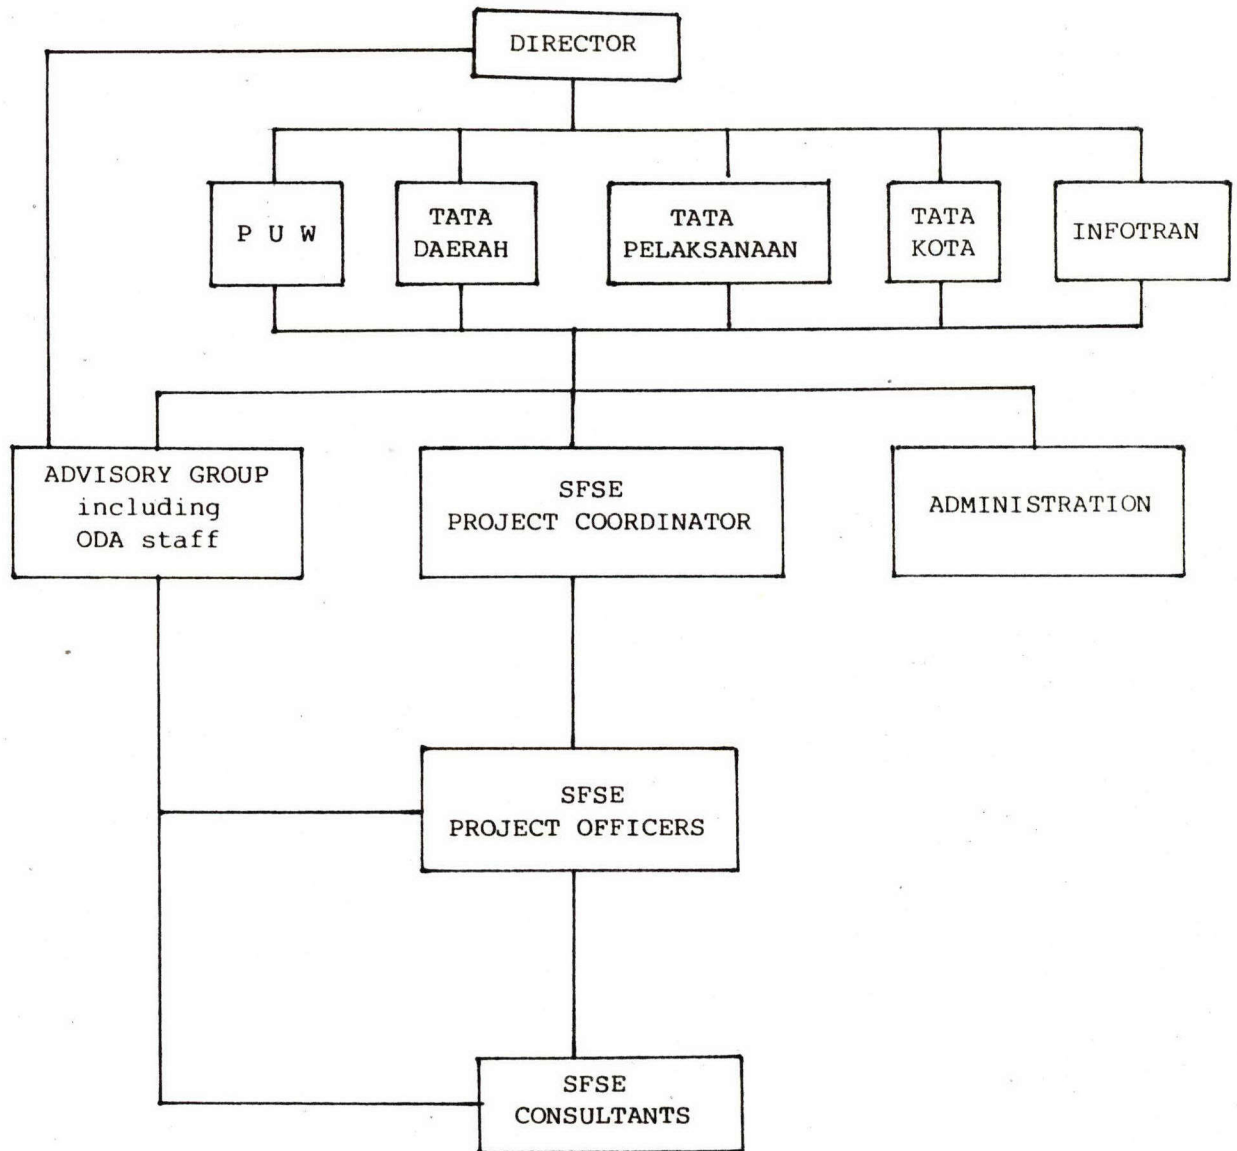 DIRECTOR
P U W
TATA
DAERAH
TATA
PELAKSANAAN
TATA
KOTA
INFOTRAN
ADVISORY GROUP
including
ODA staff
SFSE
PROJECT COORDINATOR
ADMINISTRATION
SFSE
PROJECT OFFICERS
SFSE
CONSULTANTS